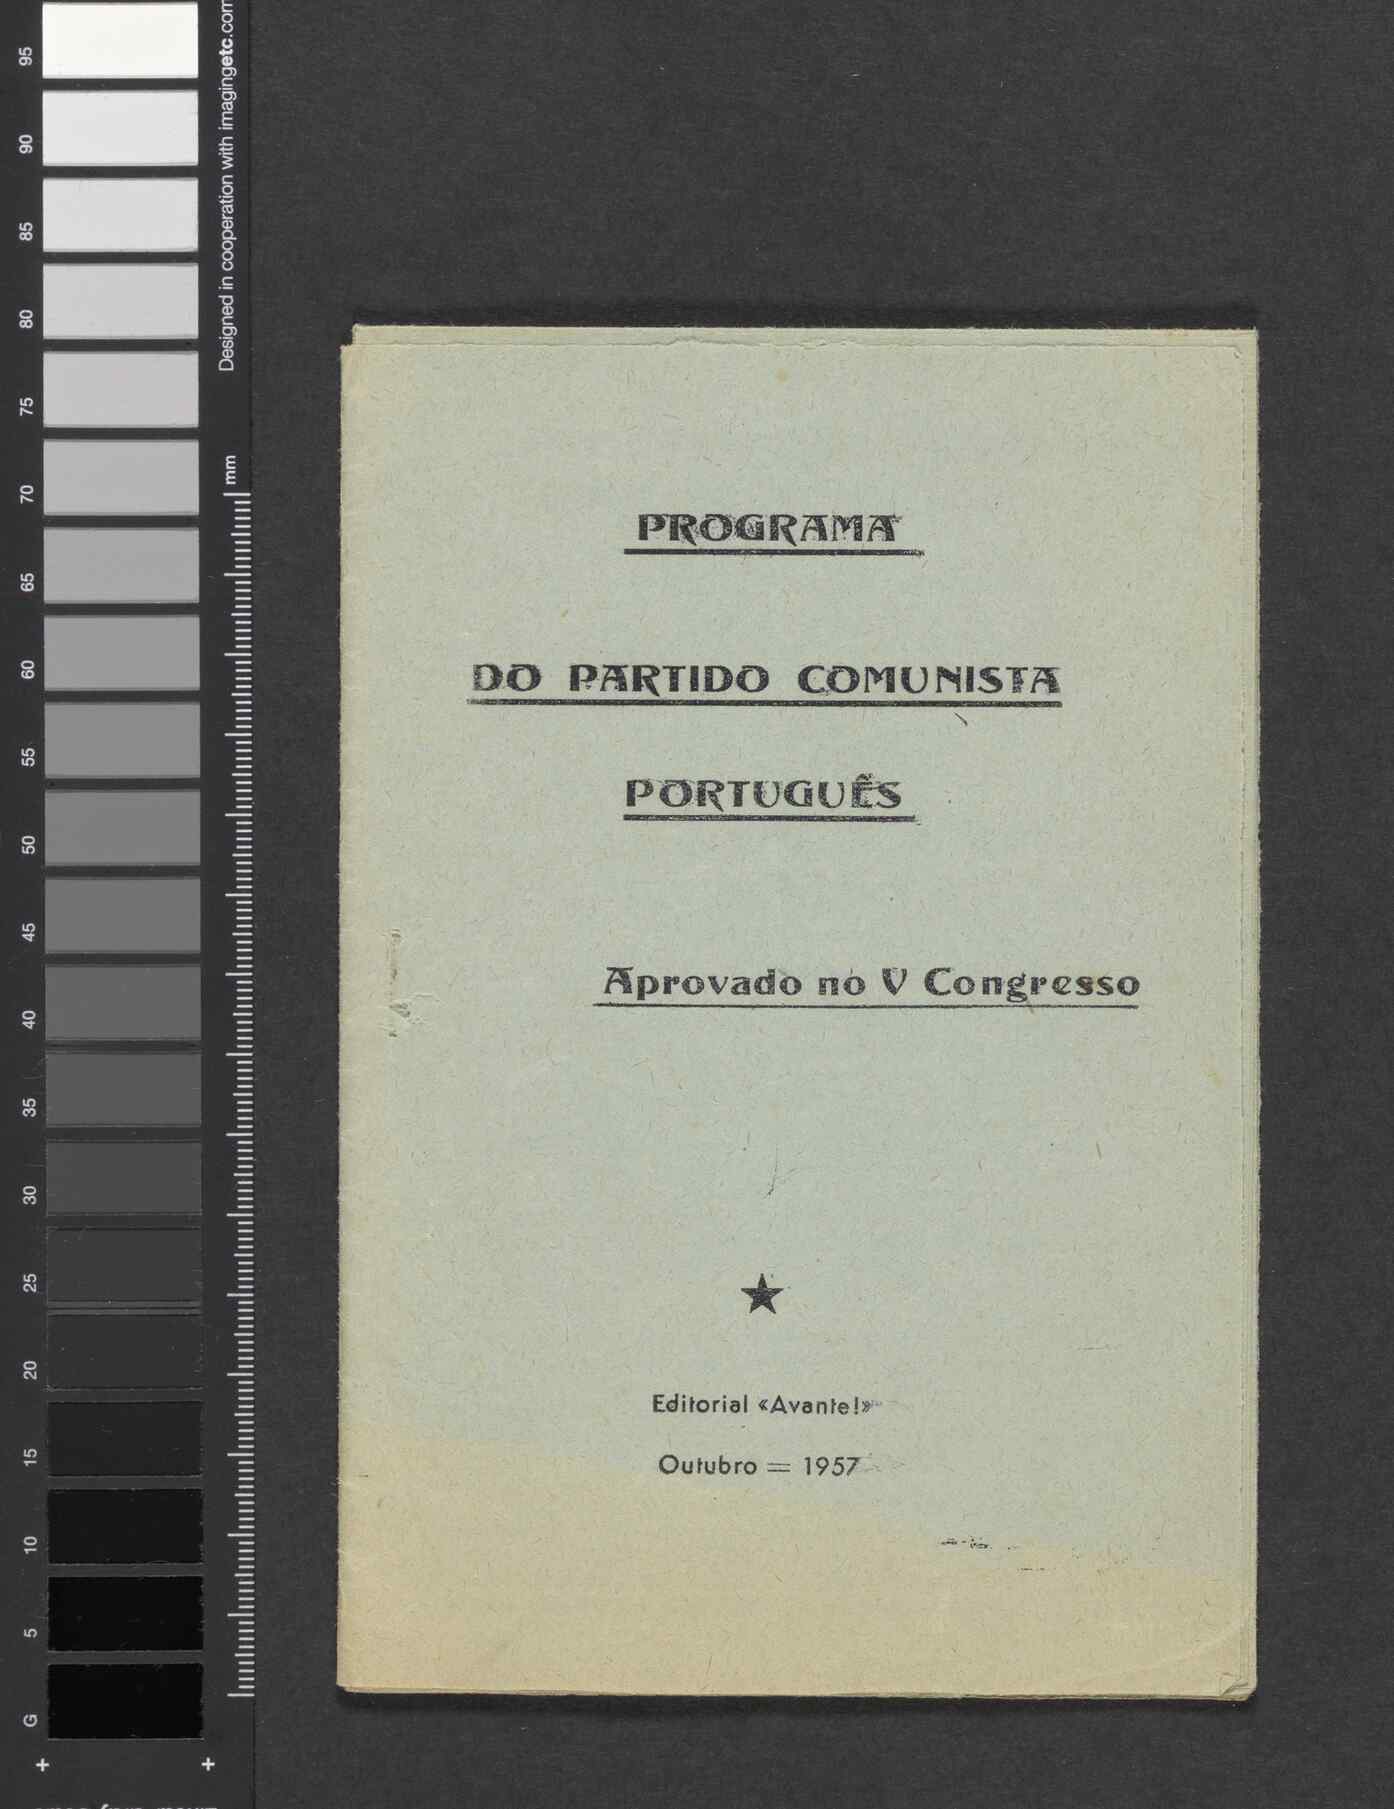 PROGRAMA
DO PARTIDO COMUNISTA
PORTUGUÊS
Aprovado no V Congresso
Editorial «Avante!»
Outubro = 1957
Designed in cooperation with imagingetc.com
mm
95
90
85
80
75
70
65
60
55
50
45
40
35
30
25
20
15
10
5
G